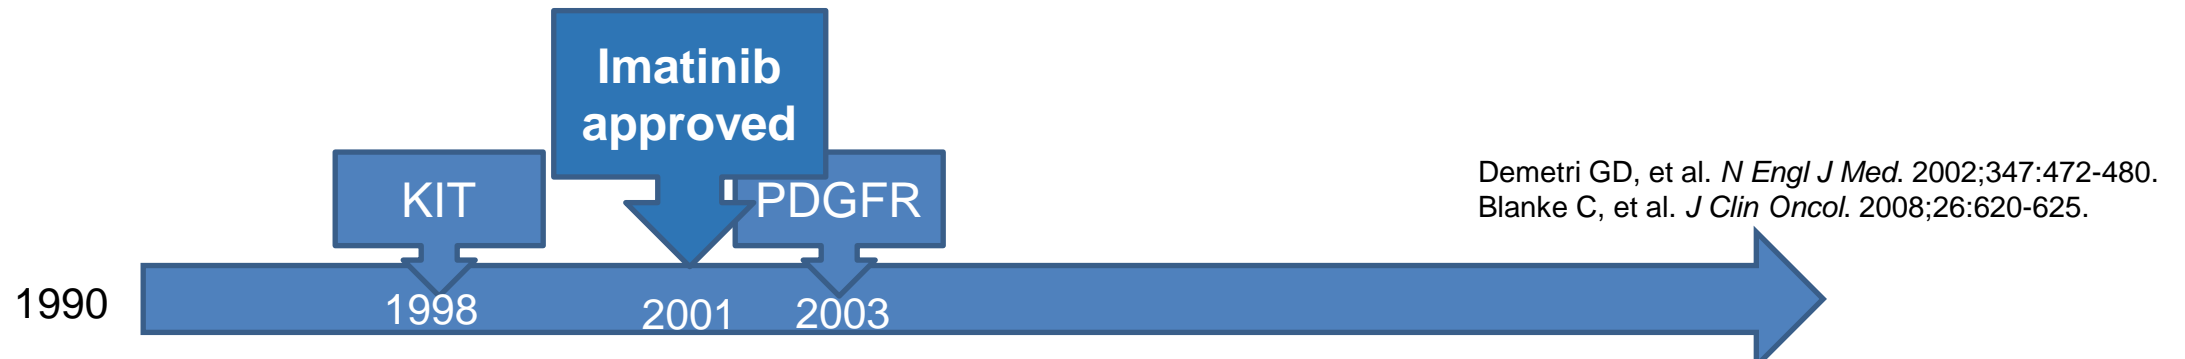 Imatinib
approved
KIT
PDGFR
Demetri GD, et al. N Engl J Med. 2002;347:472-480.
Blanke C, et al. J Clin Oncol. 2008;26:620-625.
1990
1998
2001
2003